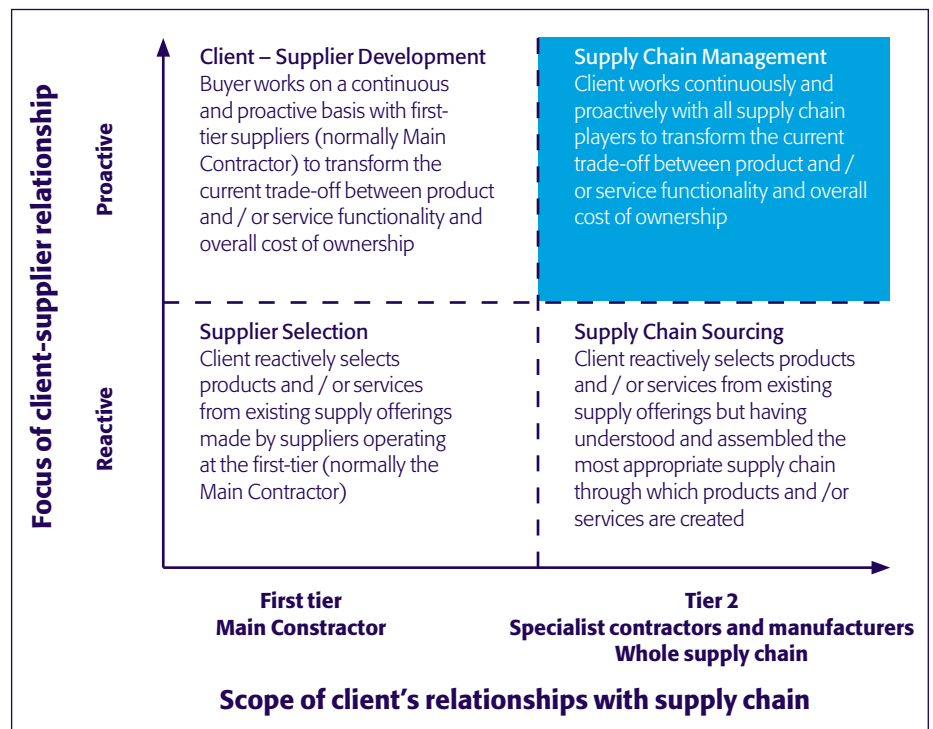 Focus of client-supplier relationship
Proactive
Client – Supplier Development
Buyer works on a continuous
and proactive basis with first-
tier suppliers (normally Main
Contractor) to transform the
current trade-off between product
and / or service functionality and
overall cost of ownership
Supply Chain Management
Client works continuously and
proactively with all supply chain
players to transform the current
trade-off between product and /
or service functionality and overall
cost of ownership
Reactive
Supplier Selection
Client reactively selects
products and / or services
from existing supply offerings
made by suppliers operating
at the first-tier (normally the
Main Contractor)
Supply Chain Sourcing
Client reactively selects products
and / or services from existing
supply offerings but having
understood and assembled the
most appropriate supply chain
through which products and /or
services are created
First tier
Main Constractor
Tier 2
Specialist contractors and manufacturers
Whole supply chain
Scope of client’s relationships with supply chain